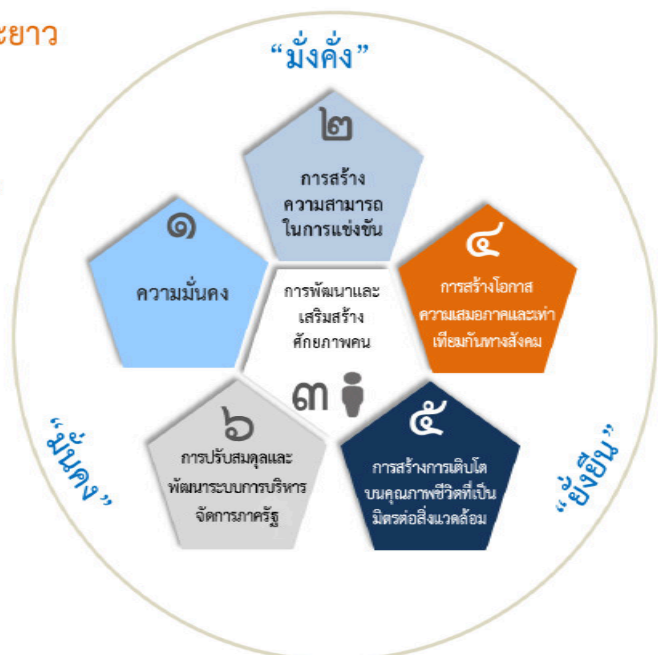 ะยาว
“มั่งคั่ง”
๒
การสร้าง
ความสามารถ
ในการแข่งขัน
๑
ความมั่นคง
๔
การสร้างโอกาส
ความเสมอภาคและเท่า
เทียมกันทางสังคม
การพัฒนาและ
เสริมสร้าง
ศักยภาพคน
๓
๖
การปรับสมดุลและ
พัฒนาระบบการบริหาร
จัดการภาครัฐ
๕
การสร้างการเติบโต
บนคุณภาพชีวิตที่เป็น
มิตรต่อสิ่งแวดล้อม
“มั่นคง”
“ยั่งยืน”